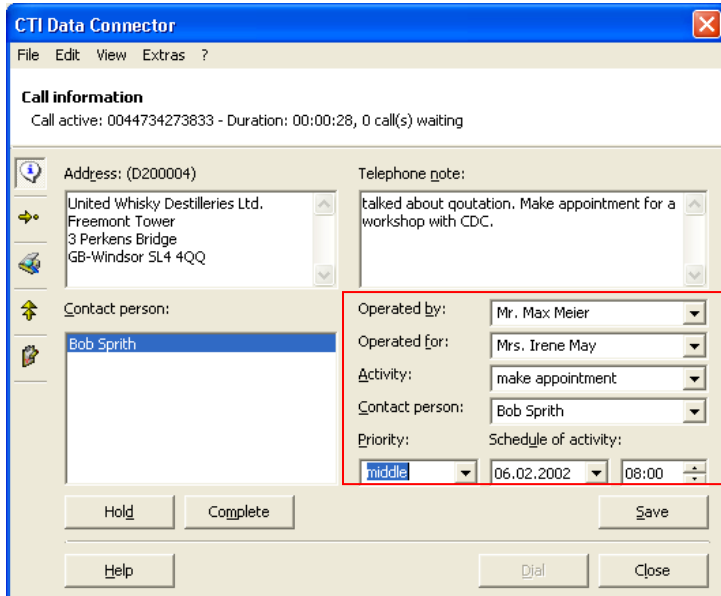 CTI Data Connector
File Edit View Extras ?
Call information
Call active: 0044734273833 - Duration: 00:00:28, 0 call(s) waiting
Address: (D200004)
United Whisky Destilleries Ltd.
Freemont Tower
3 Perkens Bridge
GB-Windsor SL4 4QQ
Telephone note:
talked about qoutation. Make appointment for a
workshop with CDC.
Contact person:
Bob Sprith
Operated by: Mr. Max Meier
Operated for: Mrs. Irene May
Activity: make appointment
Contact person: Bob Sprith
Priority: Schedule of activity:
middle 06.02.2002 08:00
Hold Complete Save
Help Dial Close